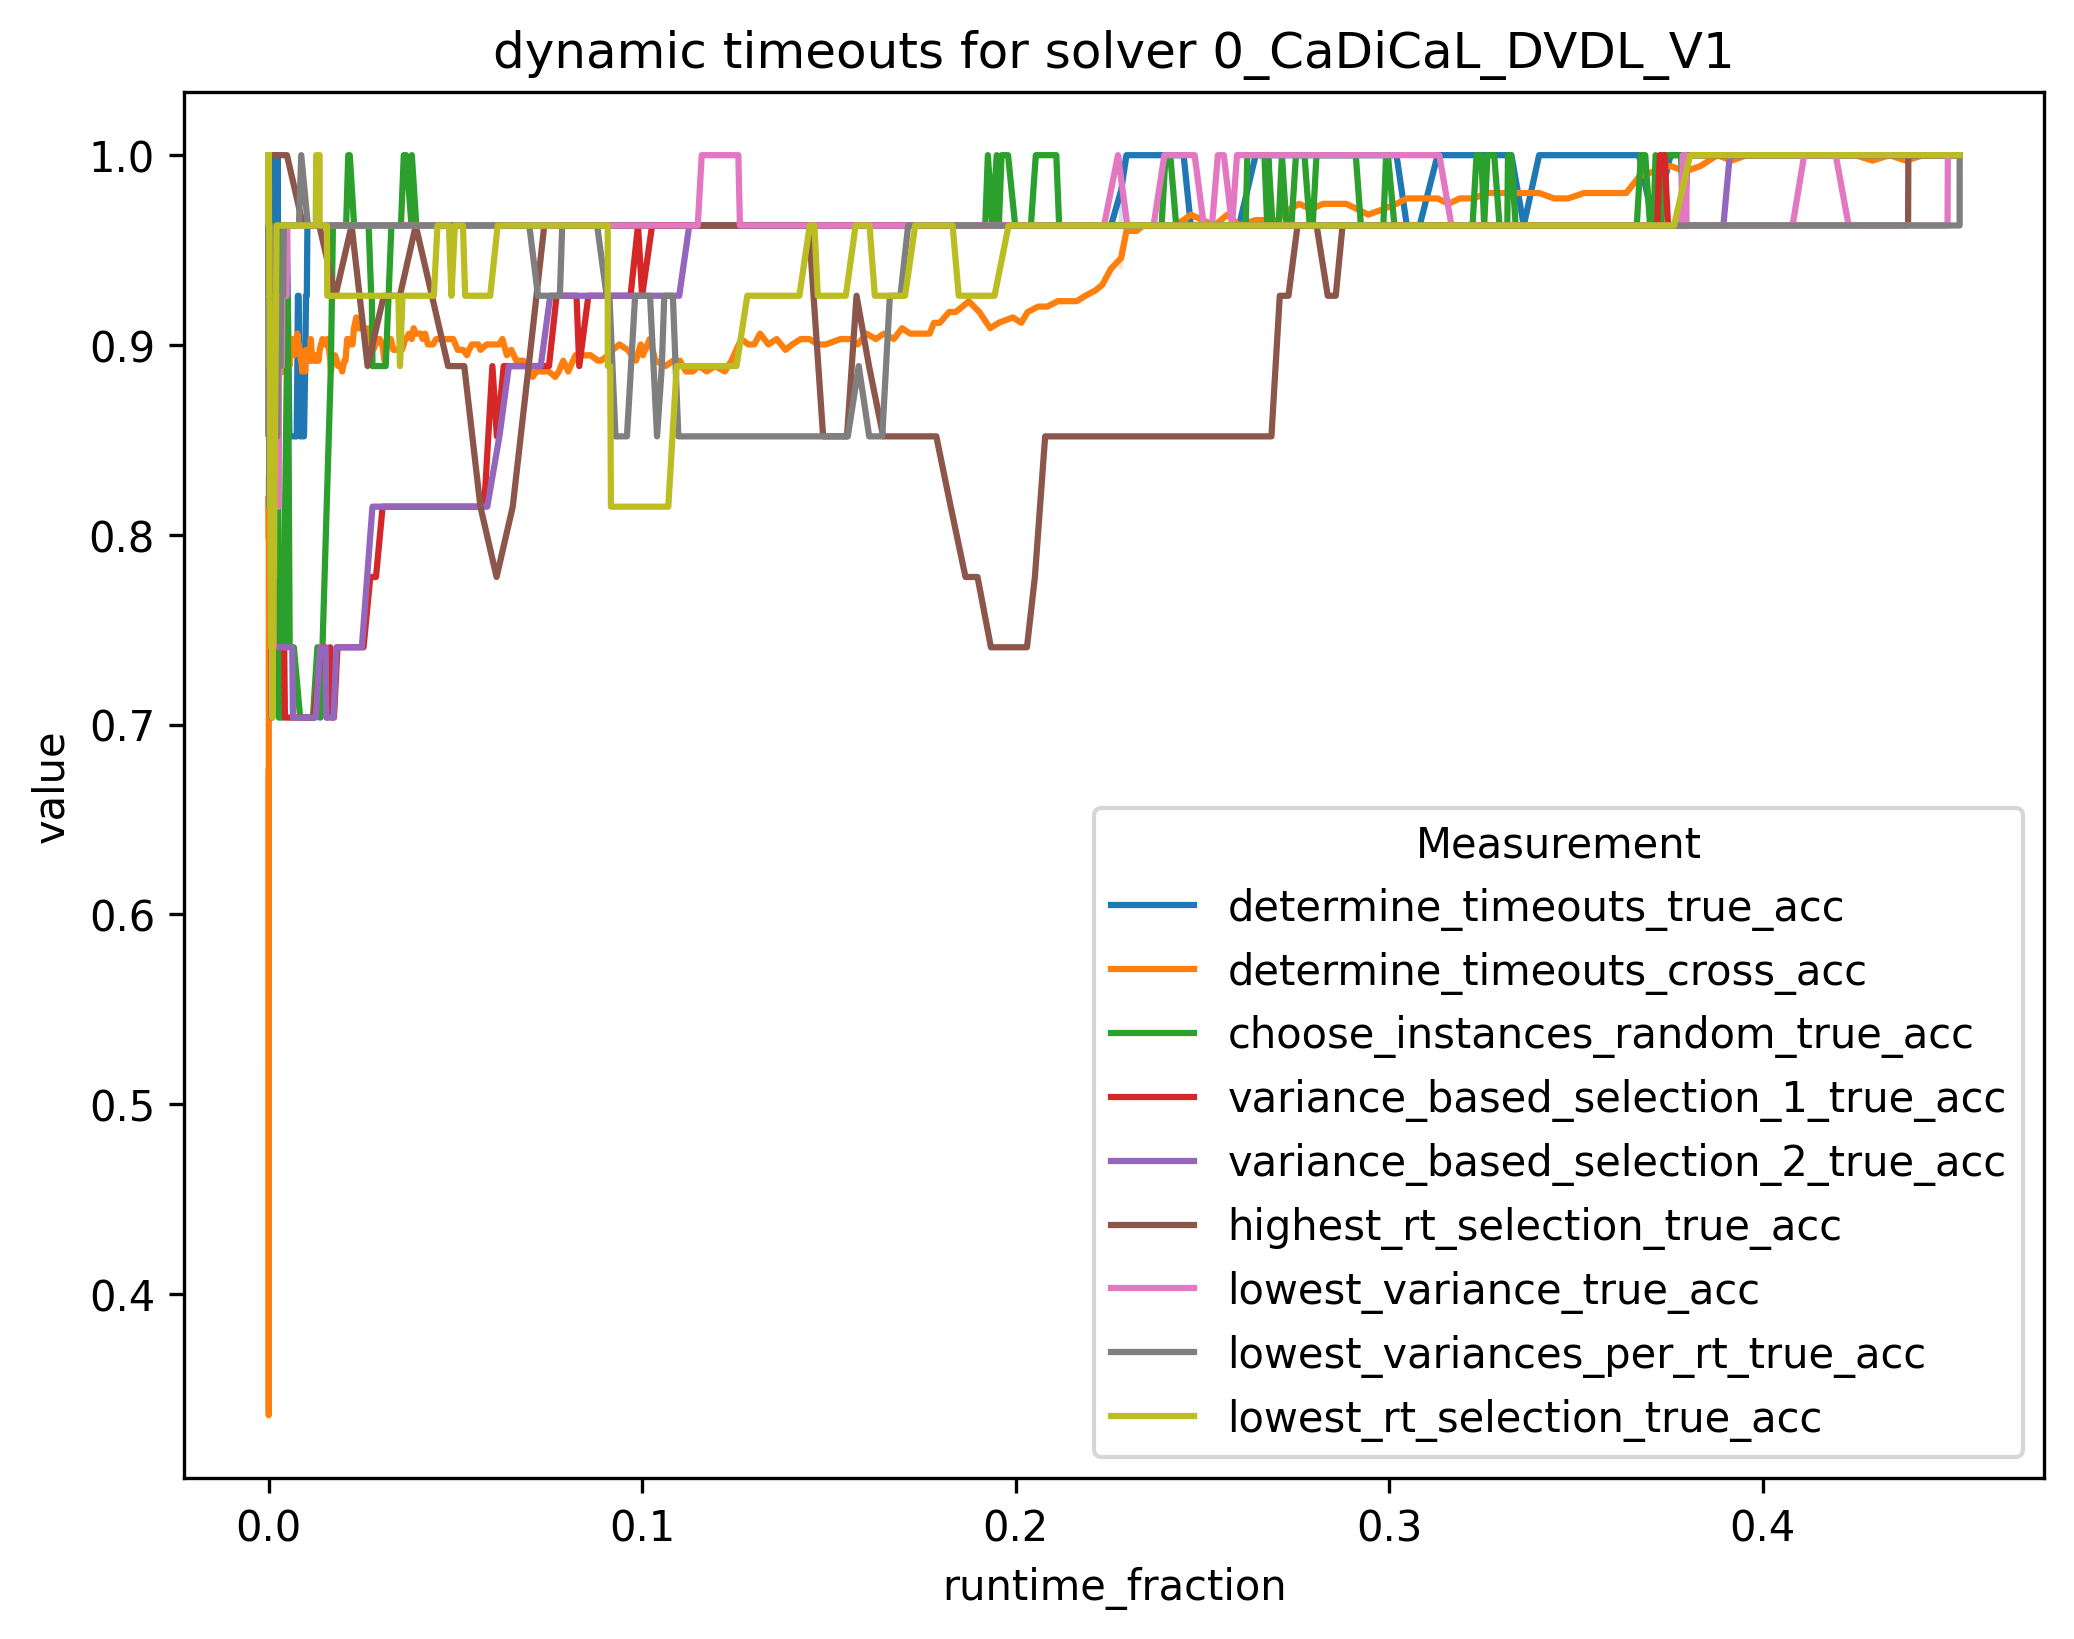 dynamic timeouts for solver 0_CaDiCaL_DVDL_V1
1.0
0.9
0.8
0.7
0.6
0.5
0.4
value
Measurement
determine_timeouts_true_acc
determine_timeouts_cross_acc
choose_instances_random_true_acc
variance_based_selection_1_true_acc
variance_based_selection_2_true_acc
highest_rt_selection_true_acc
lowest_variance_true_acc
lowest_variances_per_rt_true_acc
lowest_rt_selection_true_acc
0.0 0.1 0.2 0.3 0.4
runtime_fraction